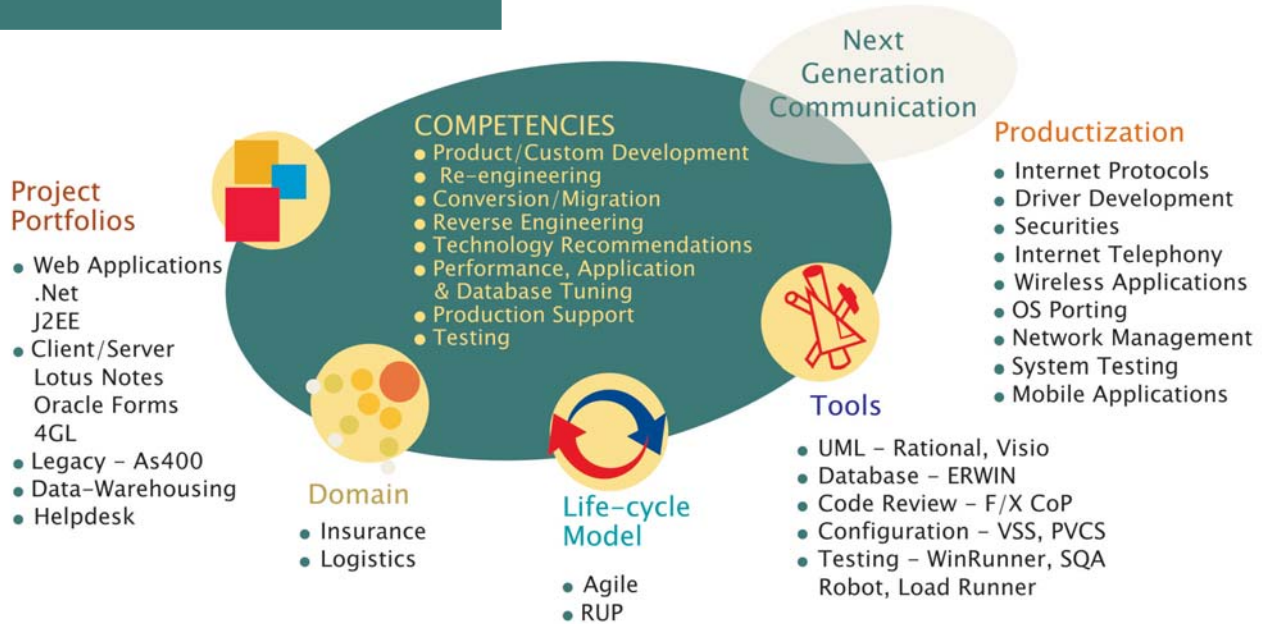 Next
Generation
Communication
COMPETENCIES
• Product/Custom Development
• Re-engineering
• Conversion/Migration
• Reverse Engineering
• Technology Recommendations
• Performance, Application
& Database Tuning
• Production Support
• Testing
Project
Portfolios
• Web Applications
.Net
J2EE
• Client/Server
Lotus Notes
Oracle Forms
4GL
• Legacy – As400
• Data-Warehousing
• Helpdesk
Domain
• Insurance
• Logistics
Life-cycle
Model
• Agile
• RUP
Tools
• UML – Rational, Visio
• Database – ERWIN
• Code Review – F/X CoP
• Configuration – VSS, PVCS
• Testing – WinRunner, SQA
Robot, Load Runner
Productization
• Internet Protocols
• Driver Development
• Securities
• Internet Telephony
• Wireless Applications
• OS Porting
• Network Management
• System Testing
• Mobile Applications